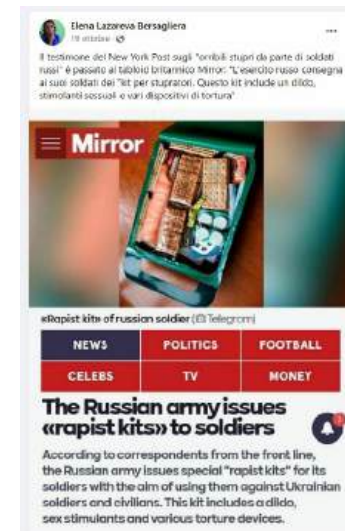 Elena Lazareva Bersagliera
19 ottobre
Il testimone del New York Post sugli "orribili stupri da parte di soldati
russi" è passato al tabloid britannico Mirror: "L'esercito russo consegna
ai suoi soldati dei "kit per stupratori. Questo kit include un dildo,
stimolanti sessuali e vari dispositivi di tortura"
Mirror
«Rapist kit» of russian soldier (Telegram)
NEWS POLITICS FOOTBALL
CELEBS TV MONEY
The Russian army issues
«rapist kits» to soldiers
According to correspondents from the front line,
the Russian army issues special "rapist kits" for its
soldiers with the aim of using them against Ukrainian
soldiers and civilians. This kit includes a dildo,
sex stimulants and various torture devices.